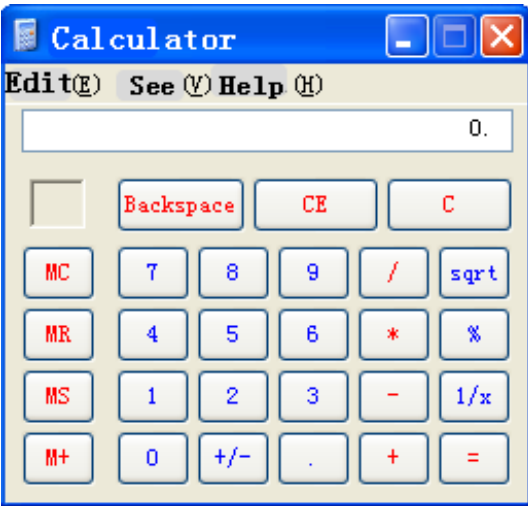 Calculator
Edit(E) See(V) Help(H)
0.
Backspace CE C
MC 7 8 9 / sqrt
MR 4 5 6 * %
MS 1 2 3 - 1/x
M+ 0 +/- . + =